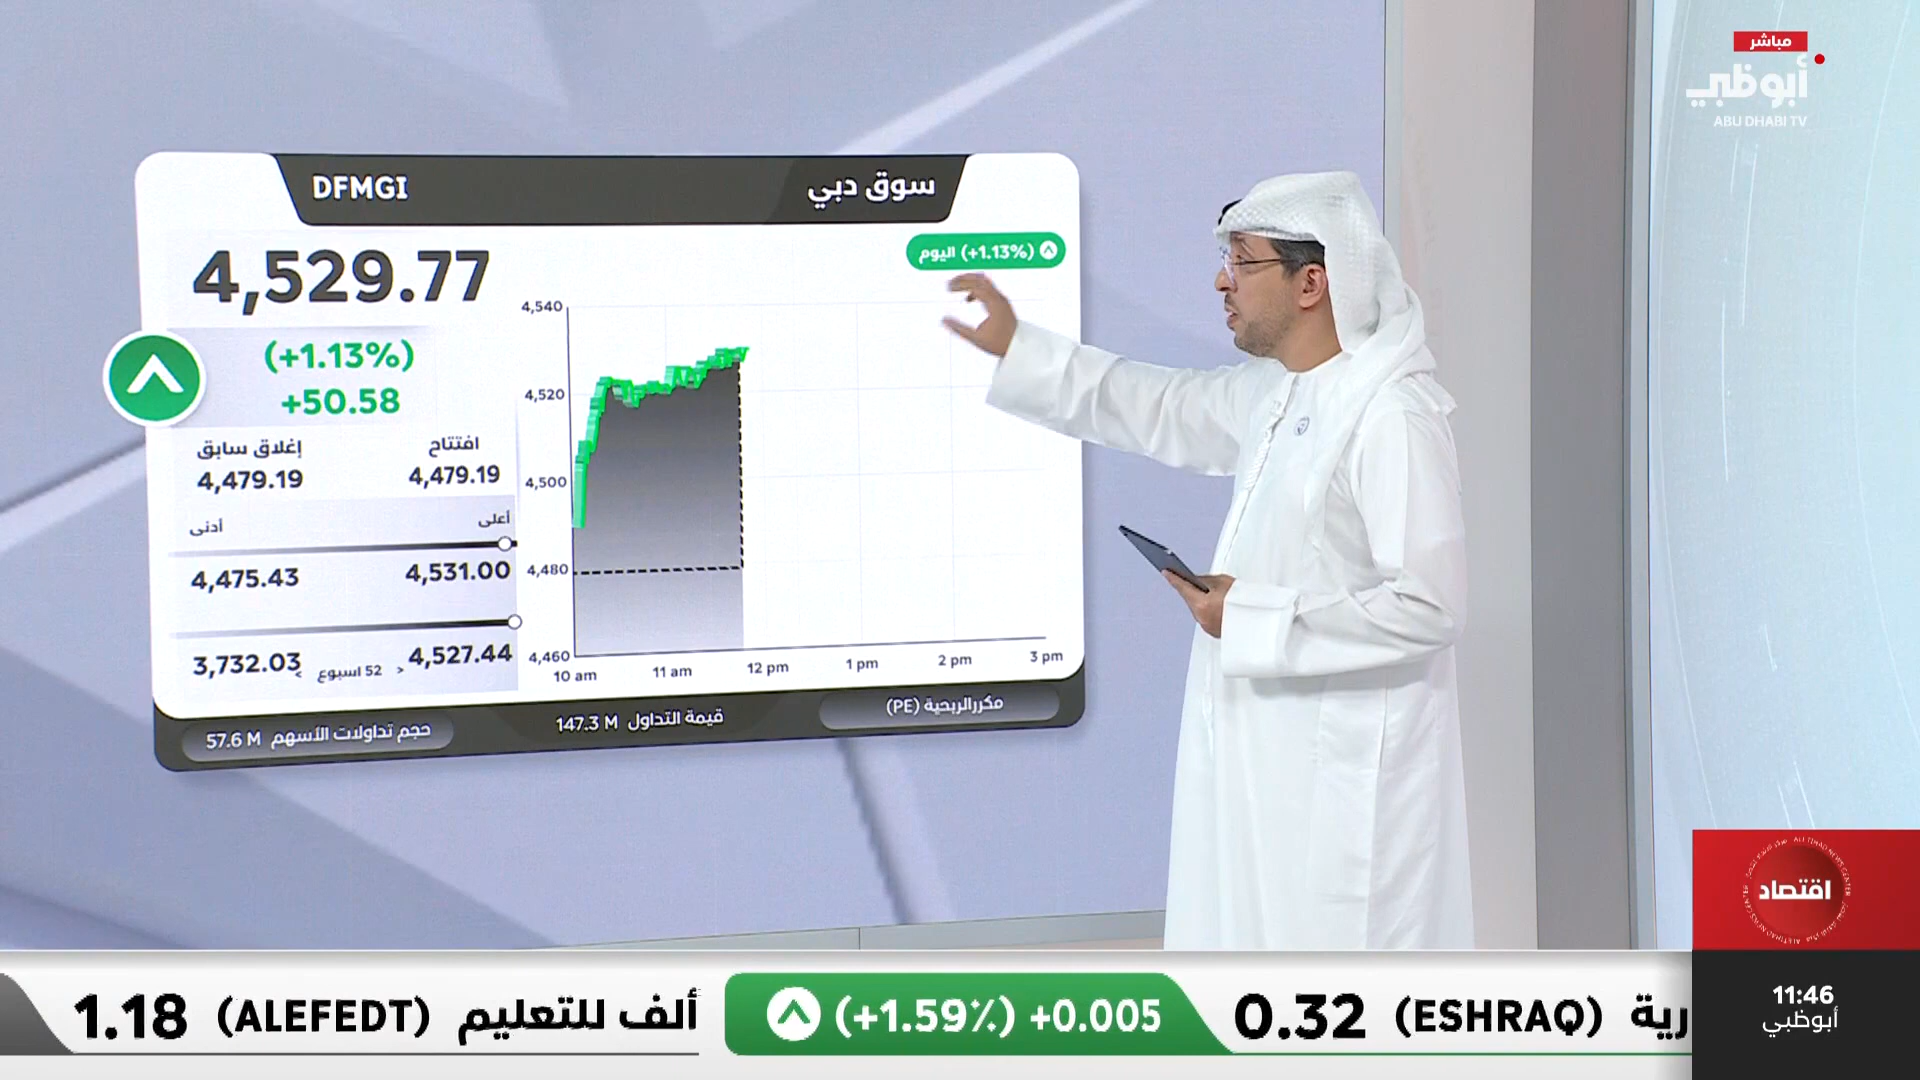 مباشر
أبوظبي
ABU DHABI TV
سوق دبي
DFMGI
4,529.77
(+1.13%) اليوم
(+1.13%)
+50.58
افتتاح
إغلاق سابق
4,479.19
4,479.19
أعلى
أدنى
4,531.00
4,475.43
4,527.44
> 52 اسبوع <
3,732.03
4,540
4,520
4,500
4,480
4,460
10 am
11 am
12 pm
1 pm
2 pm
3 pm
مكررالربحية (PE)
قيمة التداول 147.3 M
حجم تداولات الأسهم 57.6 M
اقتصاد
رية (ESHRAQ) 0.32
+0.005 (+1.59٪)
ألف للتعليم (ALEFEDT) 1.18
11:46
أبوظبي